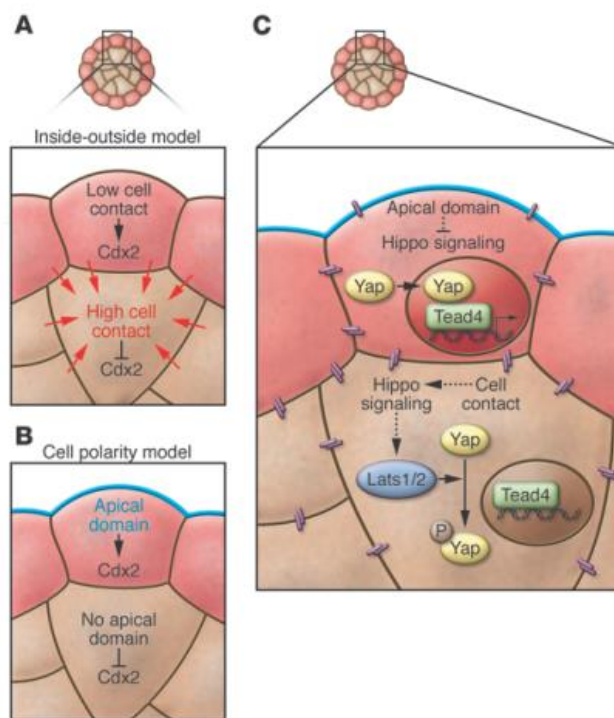 A
Inside-outside model
Low cell
contact
Cdx2
High cell
contact
Cdx2
B
Cell polarity model
Apical
domain
Cdx2
No apical
domain
Cdx2
C
Apical domain
Hippo signaling
Yap
Yap
Tead4
Hippo
signaling
Cell
contact
Yap
Lats1/2
Tead4
P
Yap